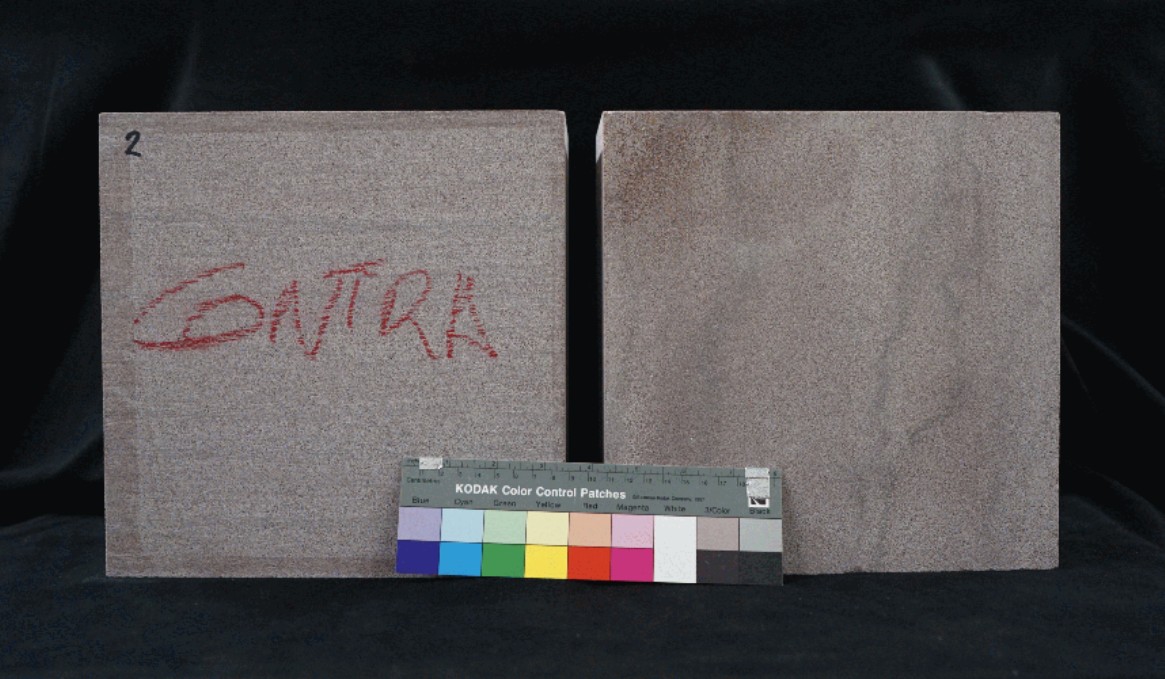 2
CONTRA
KODAK Color Control Patches
Blue Cyan Green Yellow Red Magenta White 3/Color Black